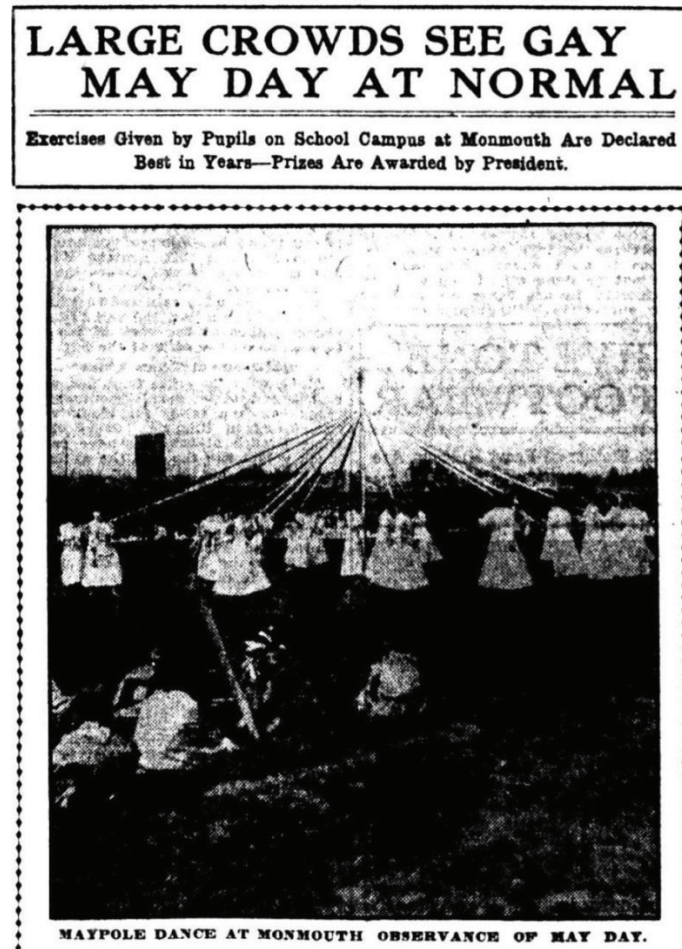 LARGE CROWDS SEE GAY
MAY DAY AT NORMAL
Exercises Given by Pupils on School Campus at Monmouth Are Declared
Best in Years—Prizes Are Awarded by President.
MAYPOLE DANCE AT MONMOUTH OBSERVANCE OF MAY DAY.